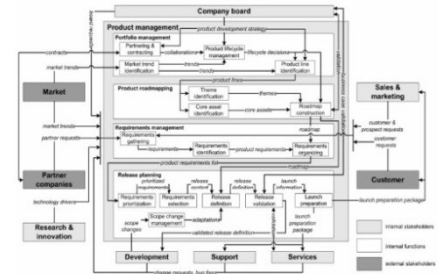 Company board
Product management
product development strategy
Portfolio management
Partnering & contracting
collaborations
Product lifecycle management
lifecycle decisions
contracts
market trends
Market trend identification
trends
trends
Product line identification
product lines
Product roadmapping
Theme identification
themes
Core asset identification
core assets
Roadmap construction
roadmap
Market
Sales & marketing
market trends
partner requests
customer & prospect requests
customer requests
Requirements management
Requirements gathering
requirements
Requirements identification
product requirements
Requirements organizing
product requirements list
roadmap
Partner companies
Customer
technology drivers
Release planning
prioritized requirements
release content
release definition
launch information
Requirements prioritization
Requirements selection
Release definition
Release validation
Launch preparation
launch preparation package
scope changes
Scope change management
adaptations
launch preparation package
validated release definition
Research & innovation
Development
Support
Services
change requests, bug fixes
internal stakeholders
internal functions
external stakeholders